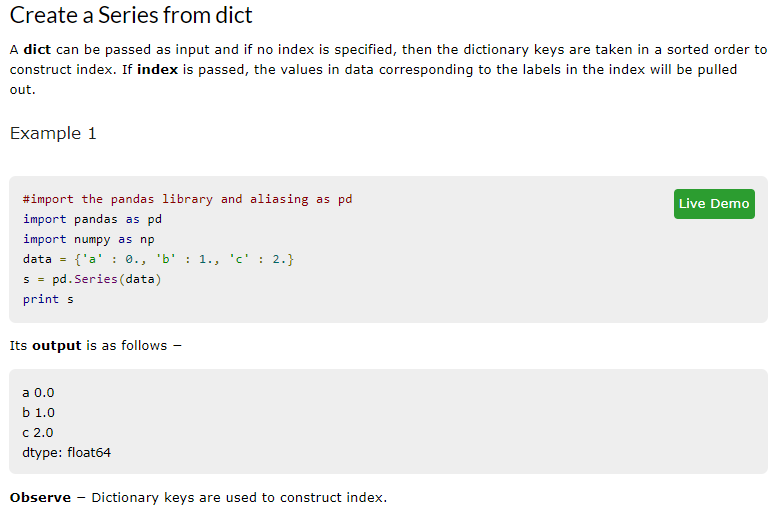 Create a Series from dict
A dict can be passed as input and if no index is specified, then the dictionary keys are taken in a sorted order to
construct index. If index is passed, the values in data corresponding to the labels in the index will be pulled
out.
Example 1
#import the pandas library and aliasing as pd
Live Demo
import pandas as pd
import numpy as np
data = {'a' : 0., 'b' : 1., 'c' : 2.}
s = pd.Series(data)
print s
Its output is as follows −
a 0.0
b 1.0
c 2.0
dtype: float64
Observe − Dictionary keys are used to construct index.